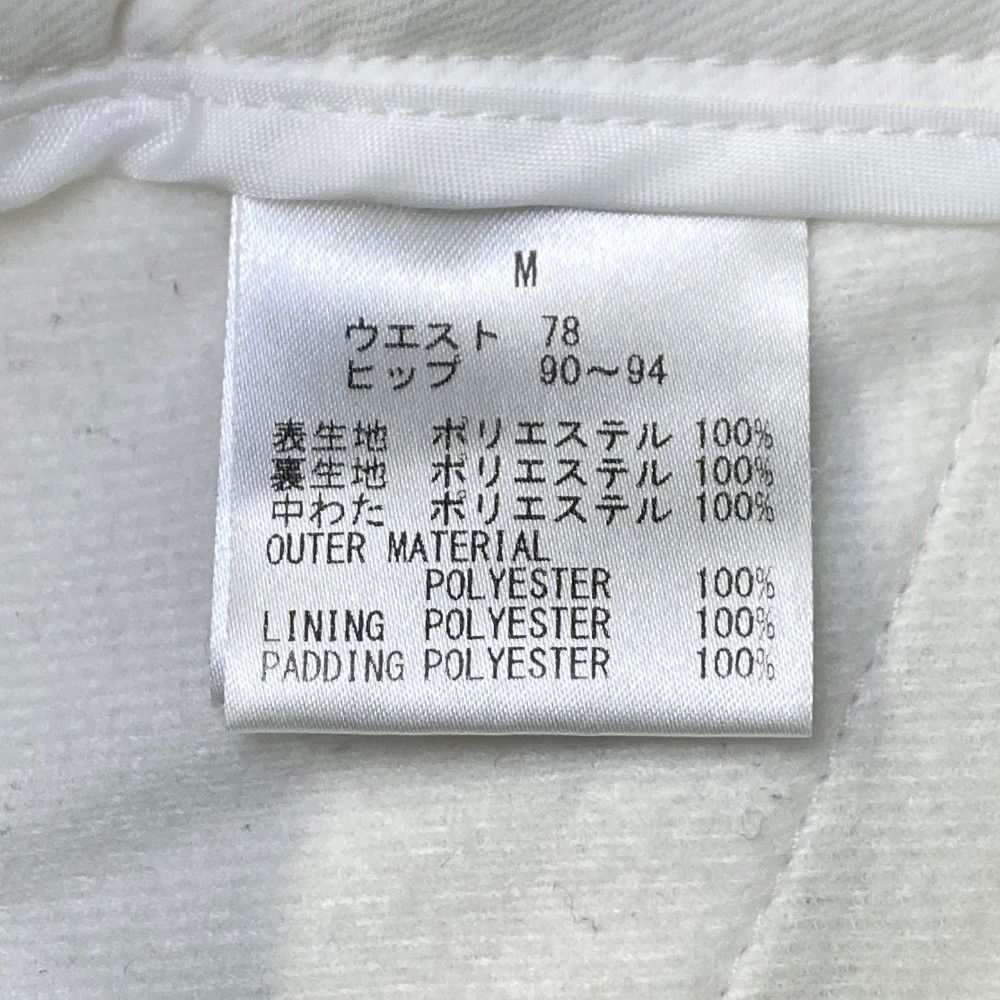 M
ウエスト 78
ヒップ 90～94
表生地 ポリエステル 100%
裏生地 ポリエステル 100%
中わた ポリエステル 100%
OUTER MATERIAL
POLYESTER 100%
LINING POLYESTER 100%
PADDING POLYESTER 100%